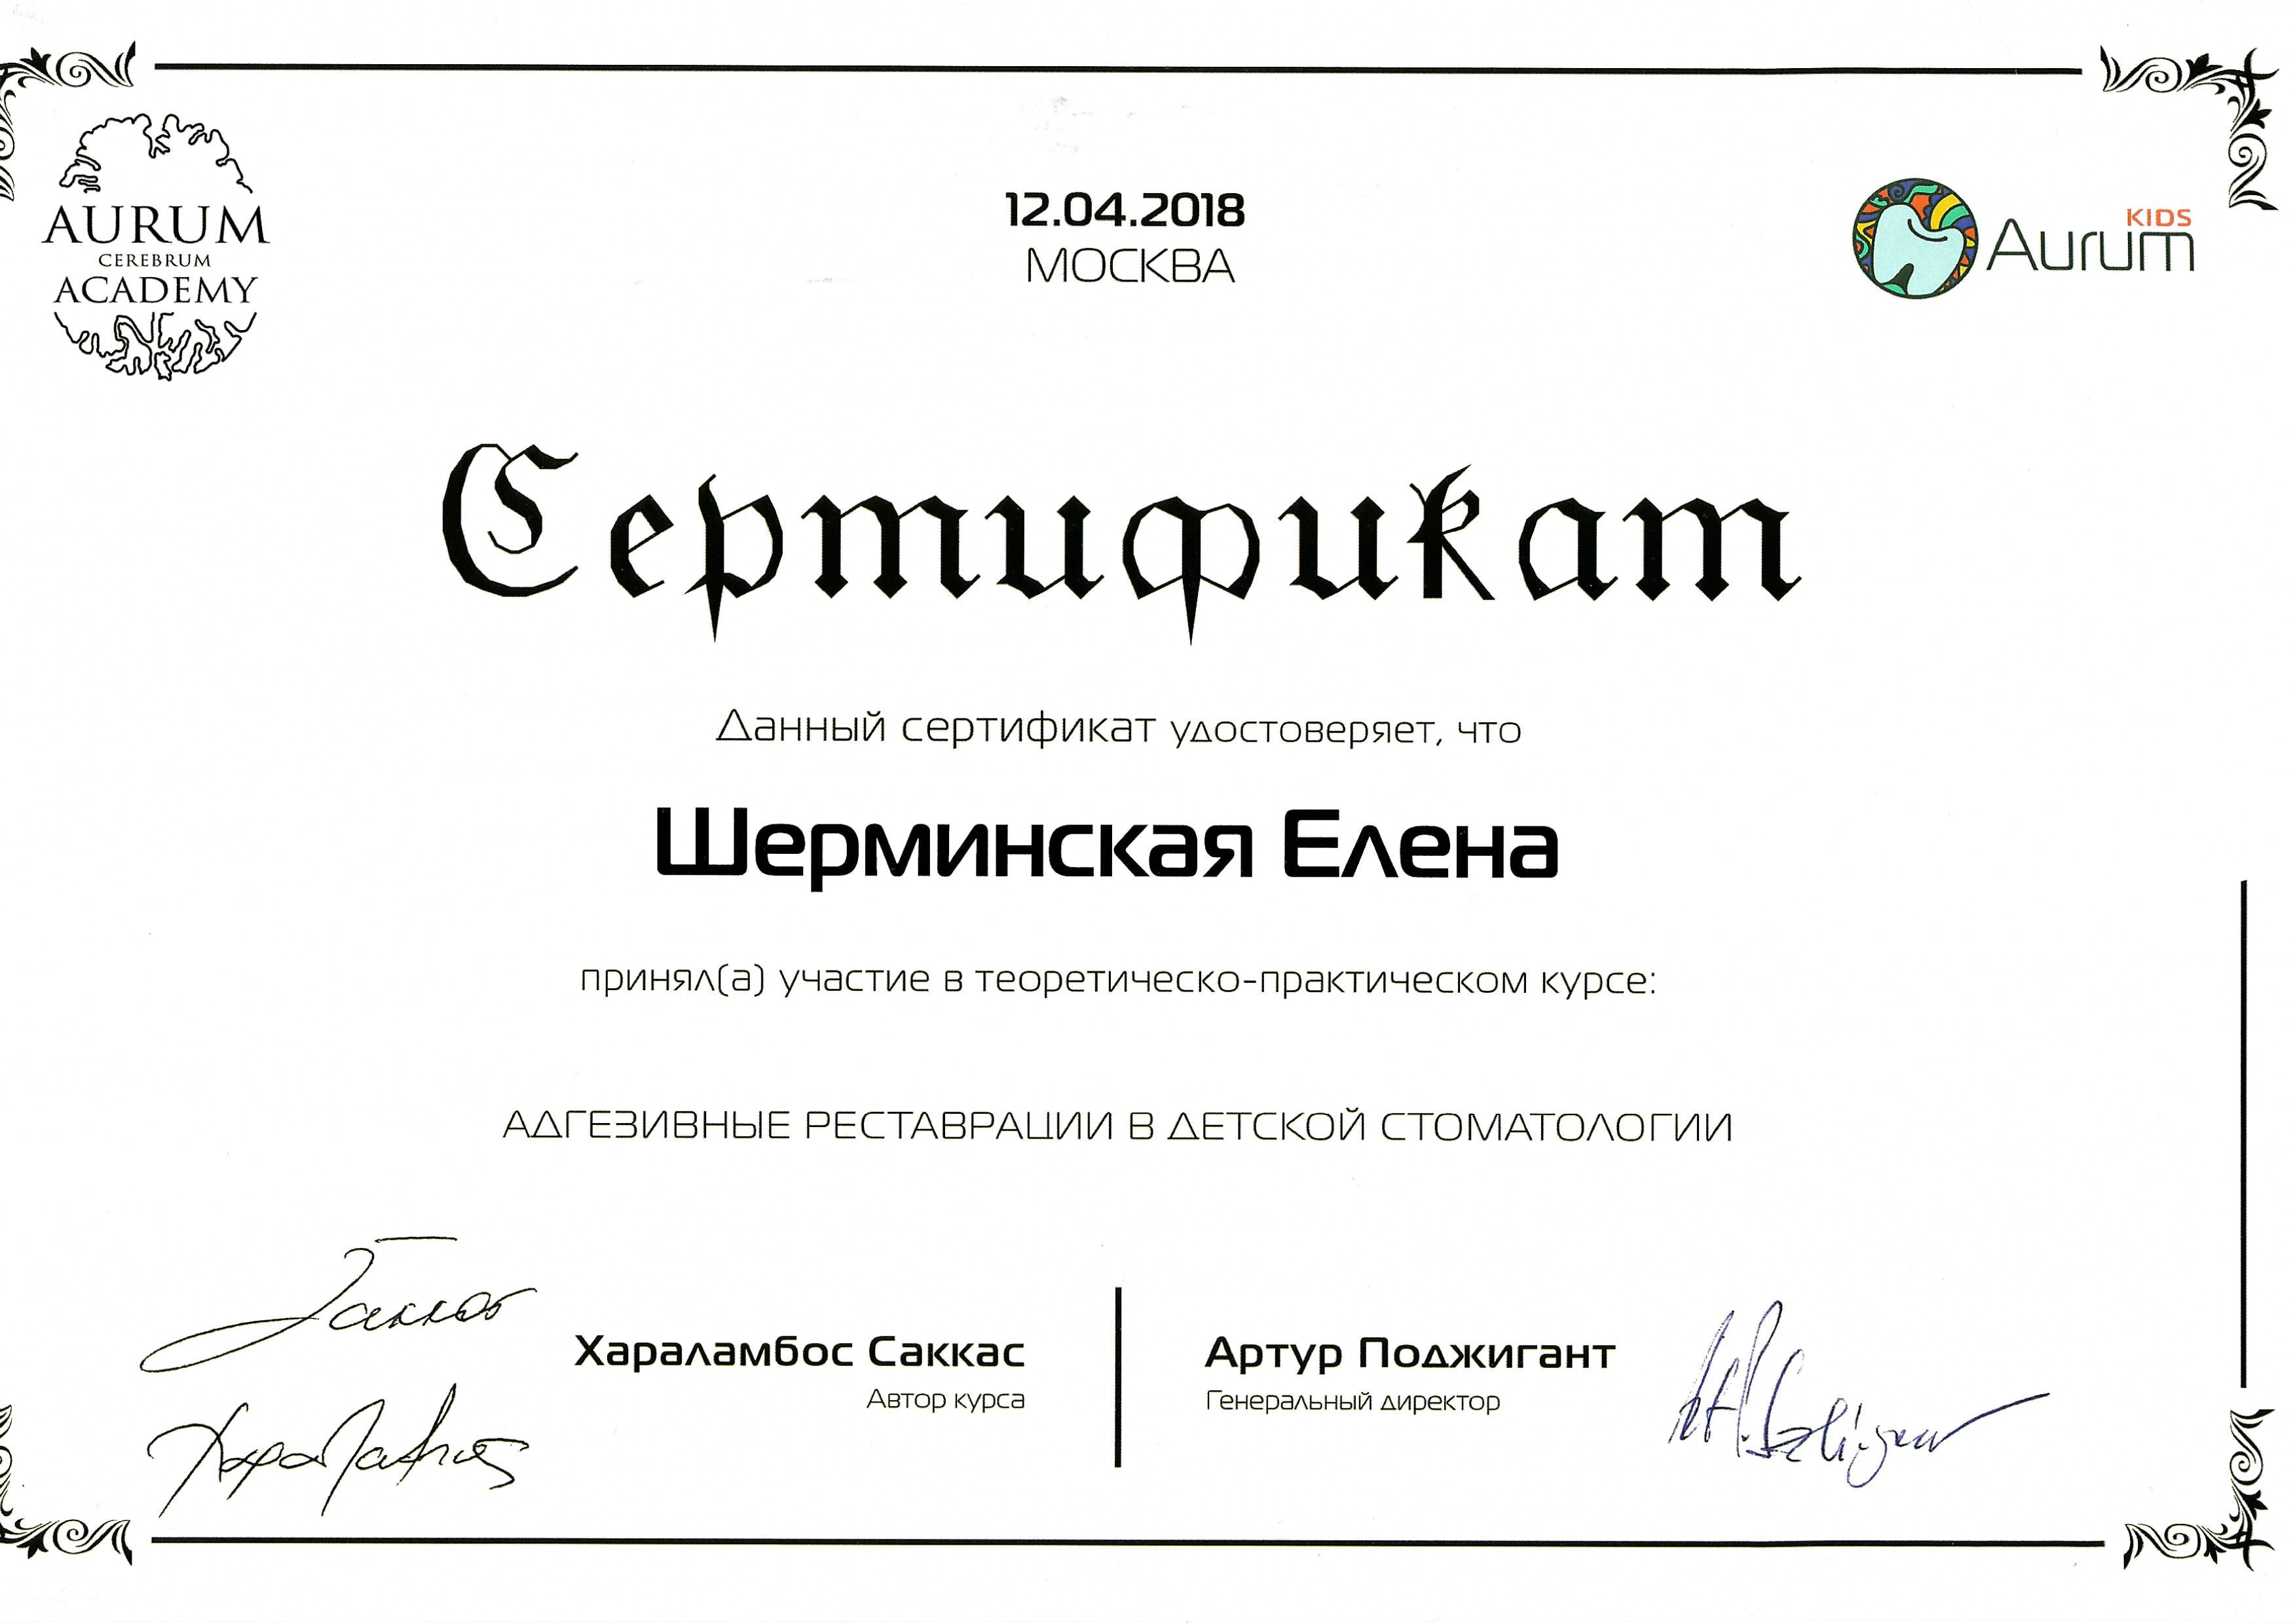 AURUM
CEREBRUM
ACADEMY
12.04.2018
МОСКВА
KIDS
Aurum
Сертификат
Данный сертификат удостоверяет, что
Шерминская Елена
принял(а) участие в теоретическо-практическом курсе:
АДГЕЗИВНЫЕ РЕСТАВРАЦИИ В ДЕТСКОЙ СТОМАТОЛОГИИ
Хараламбос Саккас
Автор курса
Артур Поджигант
Генеральный директор